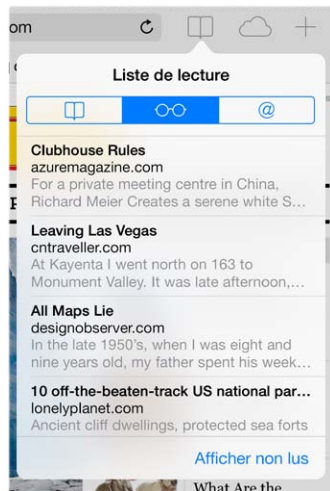 om
Liste de lecture
@
Clubhouse Rules
azuremagazine.com
For a private meeting centre in China,
Richard Meier Creates a serene white S…
Leaving Las Vegas
cntraveller.com
At Kayenta I went north on 163 to
Monument Valley. It was late afternoon,…
All Maps Lie
designobserver.com
In the late 1950's, when I was eight and
nine years old, my father spent his week…
10 off-the-beaten-track US national par…
lonelyplanet.com
Ancient cliff dwellings, protected sea forts
Afficher non lus
What Are the